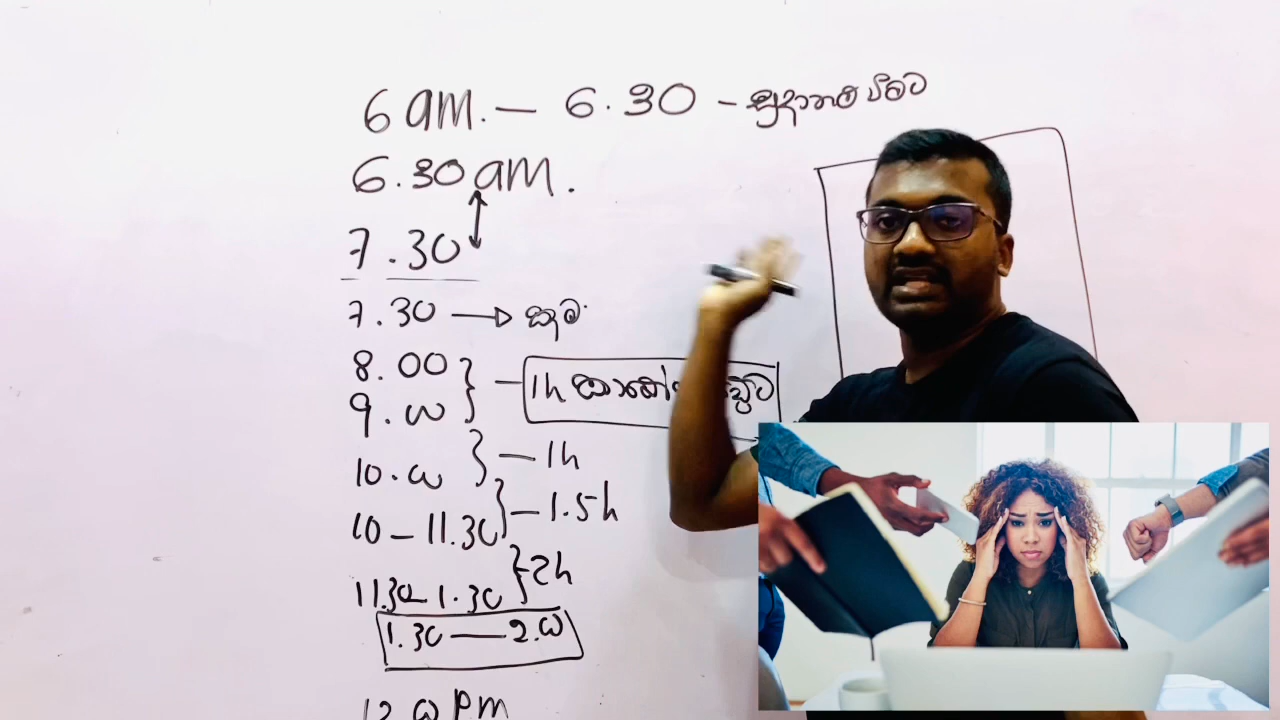 6 am. — 6.30 - සූදානම් වීමට
6.30 am.
7.30
7.30 → කෑම
8.00
9.00 } — 1h
10.00 } — 1h
10 – 11.30 } — 1.5h
11.30 – 1.30 } 2h
1.30 — 2.00
12.00 pm